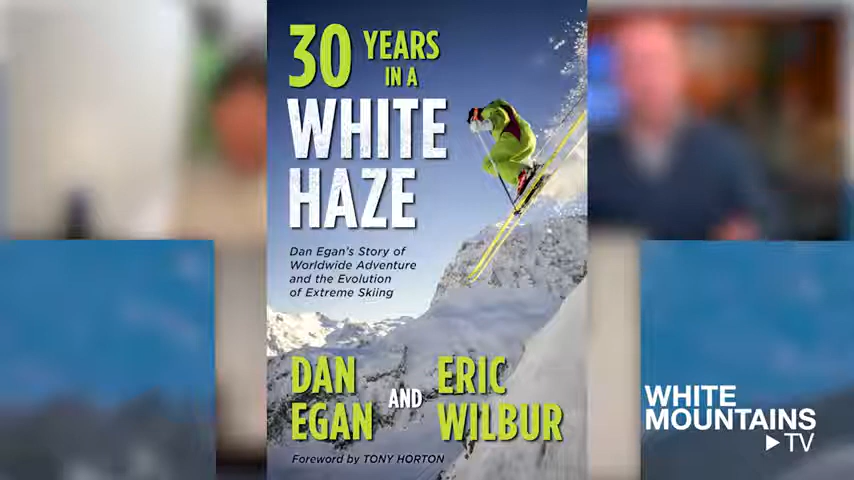 30 YEARS
IN A
WHITE
HAZE
Dan Egan's Story of
Worldwide Adventure
and the Evolution
of Extreme Skiing
DAN
EGAN
AND
ERIC
WILBUR
Foreword by TONY HORTON
WHITE
MOUNTAINS
TV